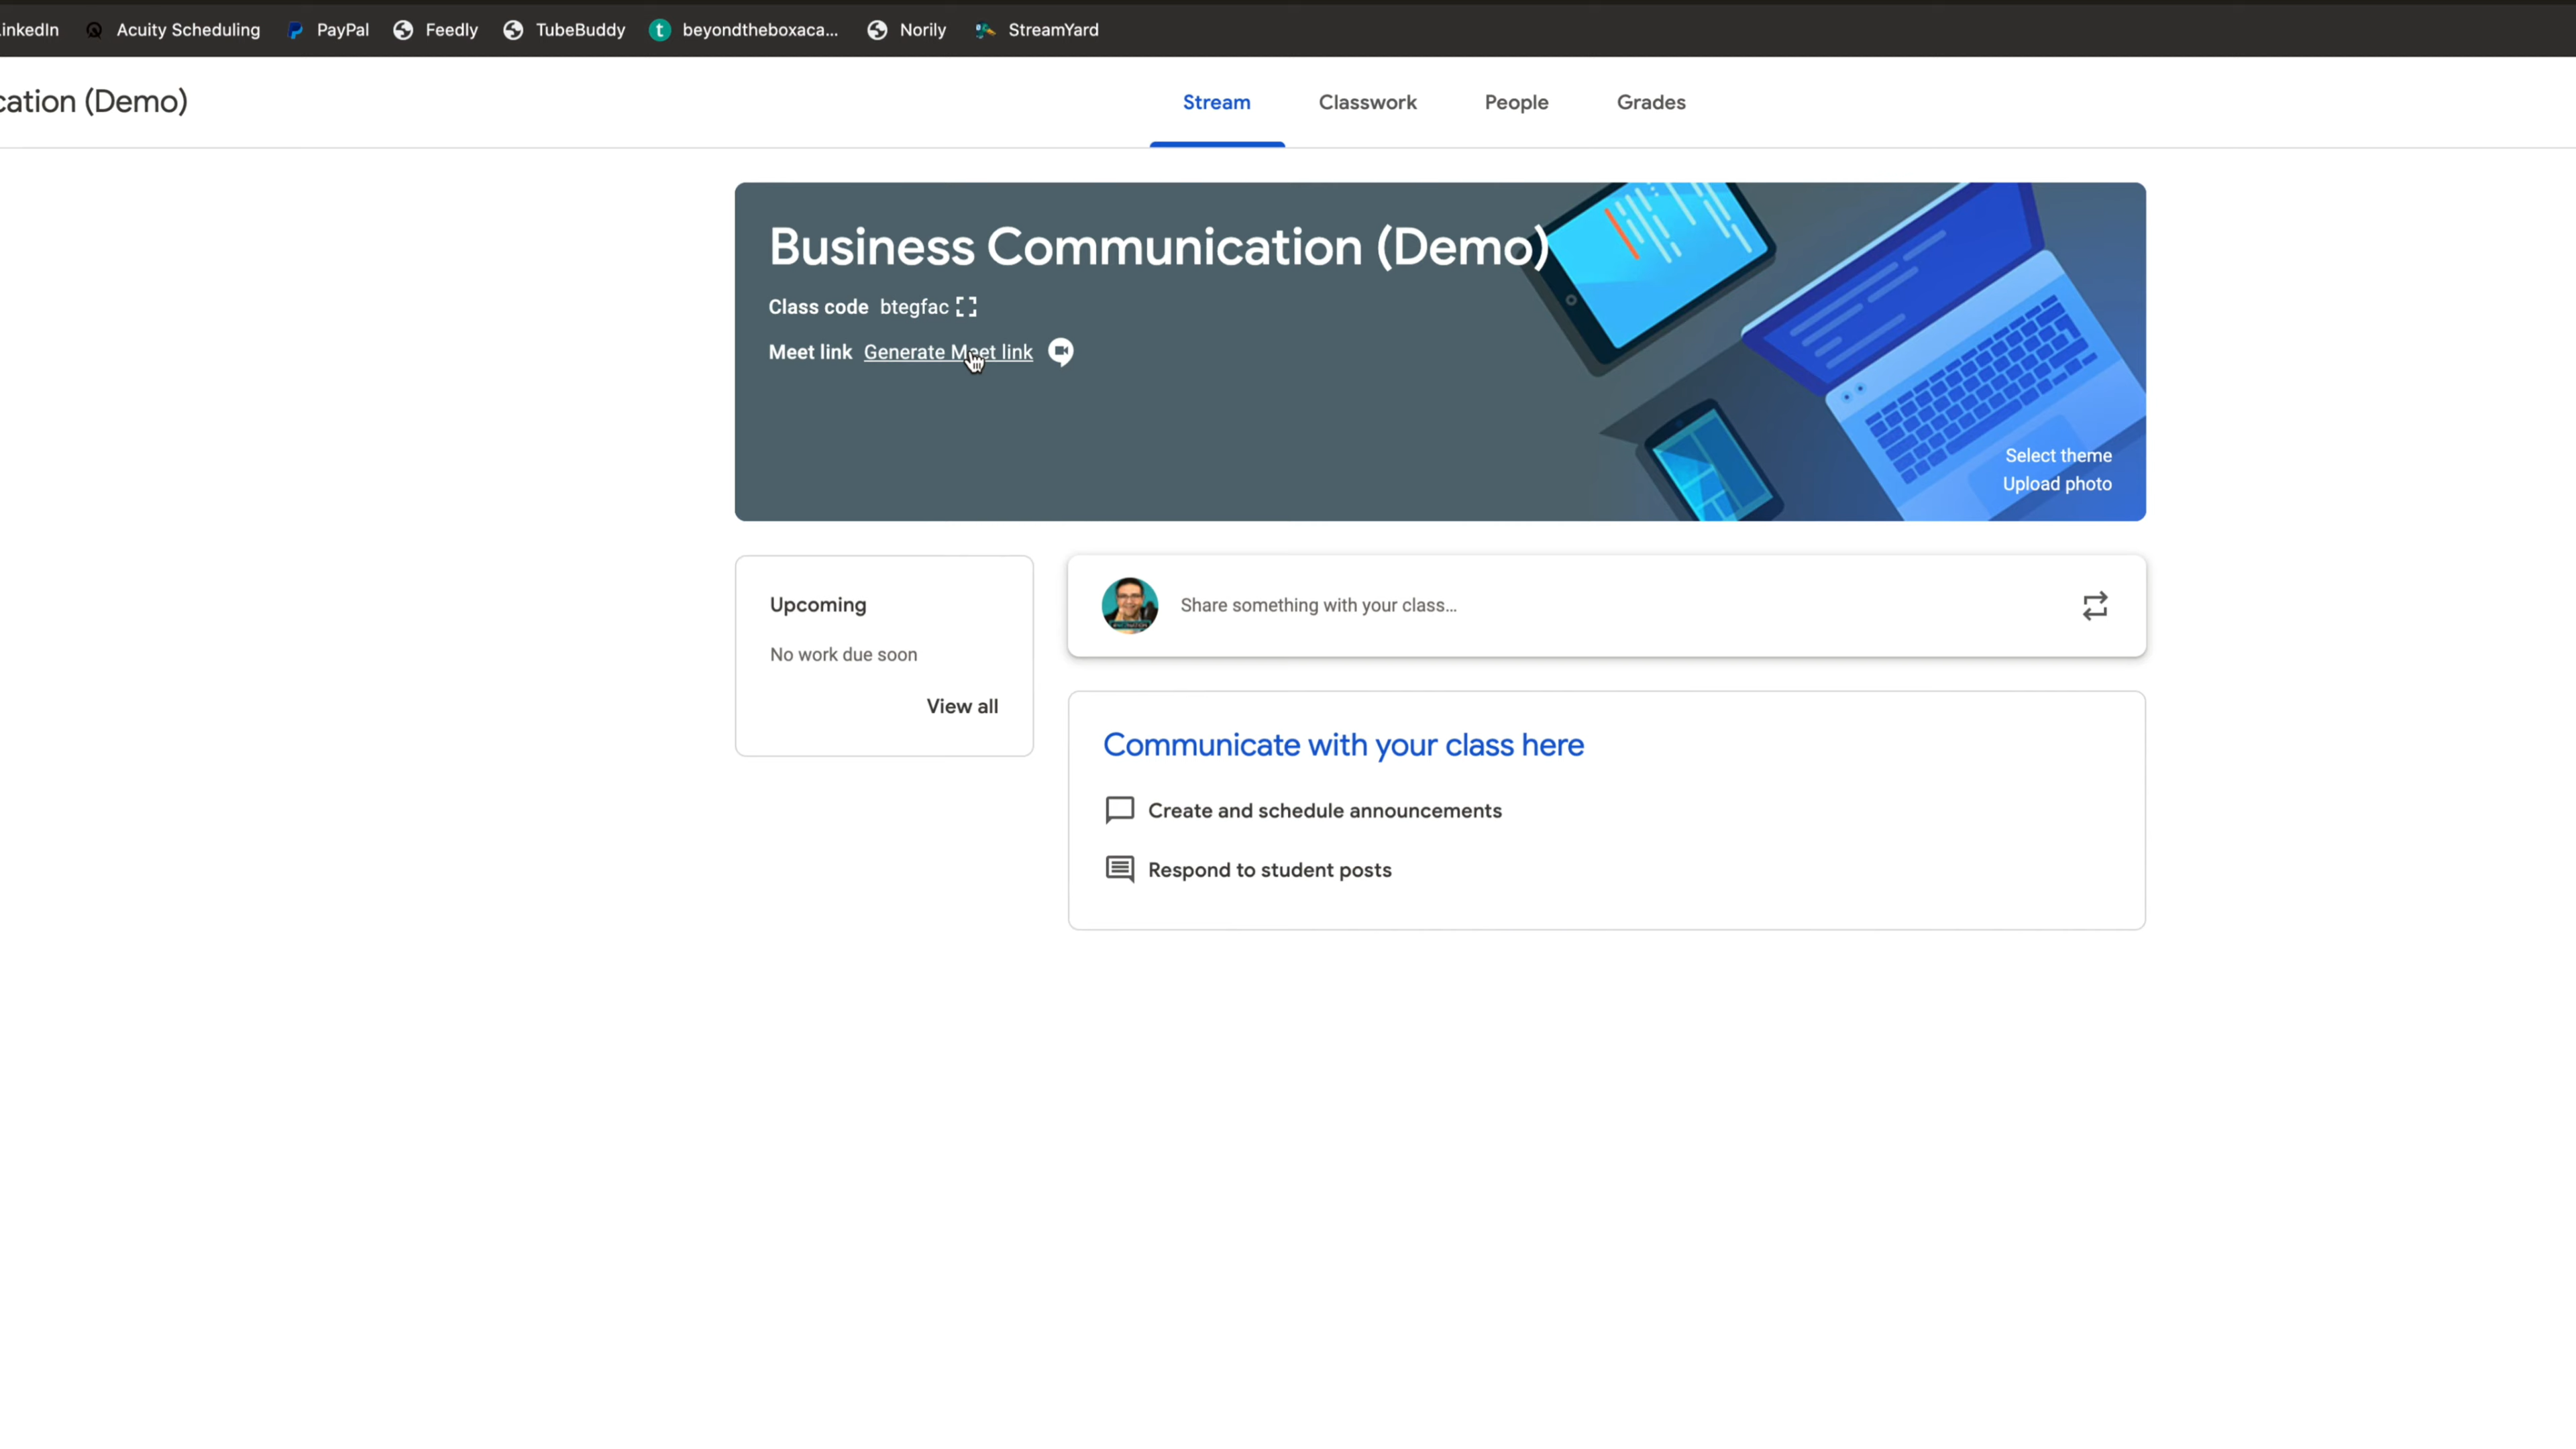 inkedIn Acuity Scheduling PayPal Feedly TubeBuddy t beyondtheboxaca... Norily StreamYard
cation (Demo) Stream Classwork People Grades
Business Communication (Demo)
Class code btegfac
Meet link Generate Meet link
Select theme
Upload photo
Upcoming
No work due soon
View all
Share something with your class...
Communicate with your class here
Create and schedule announcements
Respond to student posts